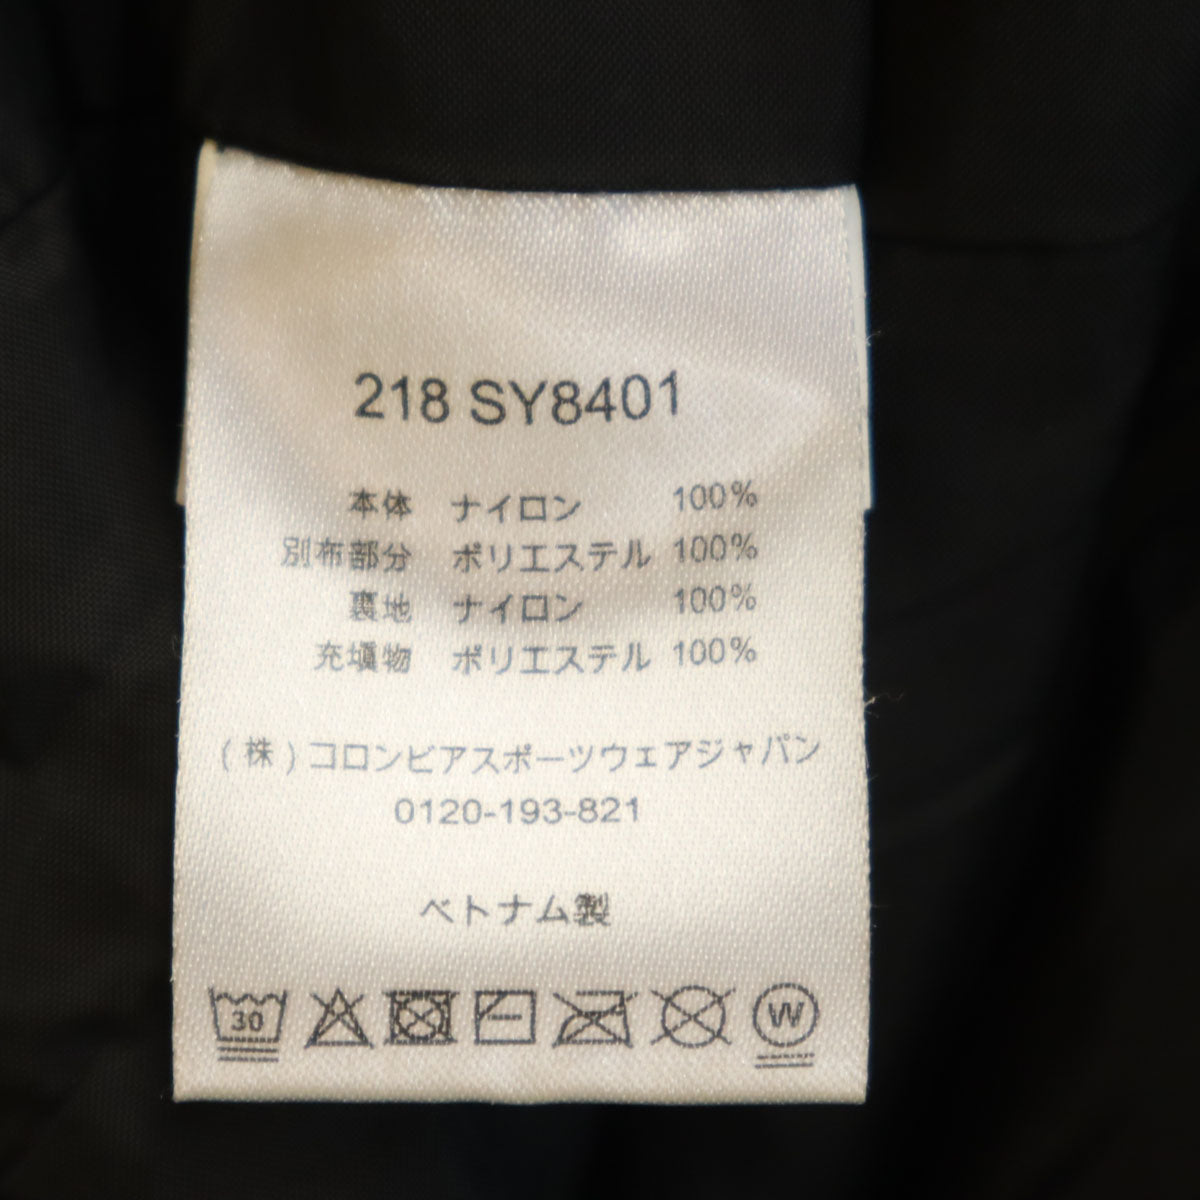 218 SY8401
本体 ナイロン 100%
別布部分 ポリエステル 100%
裏地 ナイロン 100%
充填物 ポリエステル 100%
(株)コロンビアスポーツウェアジャパン
0120-193-821
ベトナム製
30 W